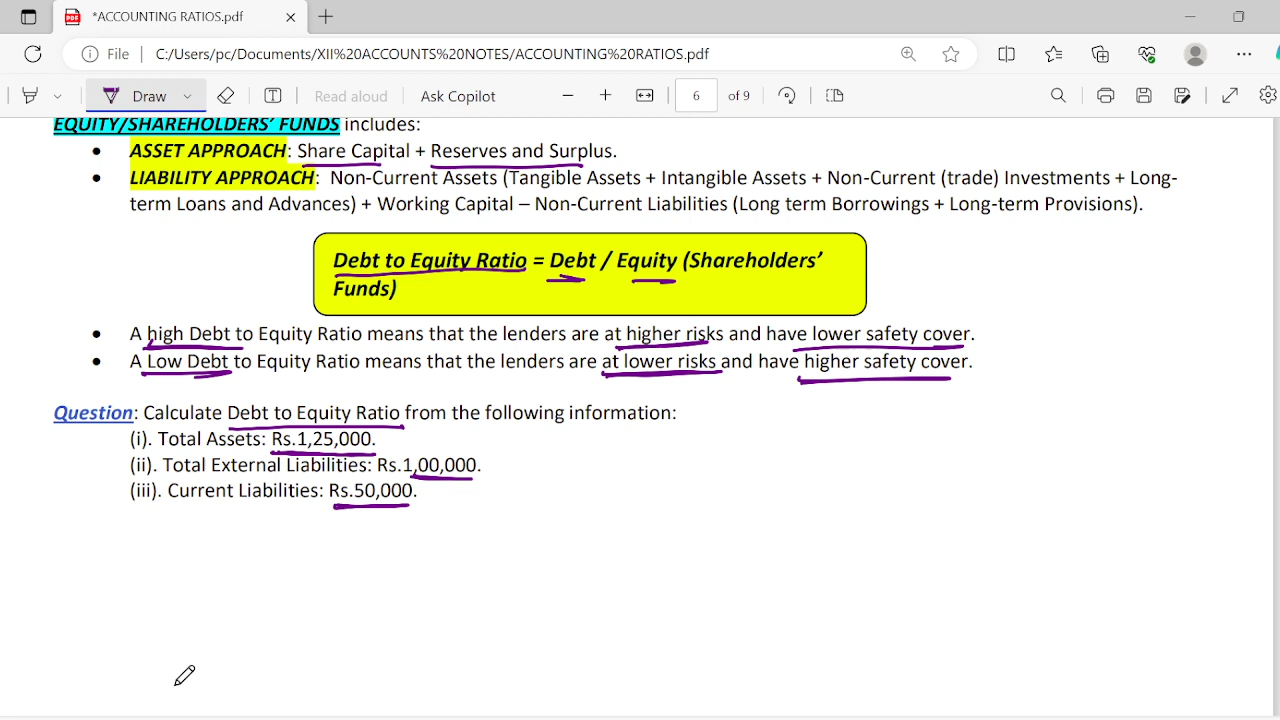 *ACCOUNTING RATIOS.pdf
File C:/Users/pc/Documents/XII%20ACCOUNTS%20NOTES/ACCOUNTING%20RATIOS.pdf
Draw Read aloud Ask Copilot 6 of 9
EQUITY/SHAREHOLDERS' FUNDS includes:
• ASSET APPROACH: Share Capital + Reserves and Surplus.
• LIABILITY APPROACH: Non-Current Assets (Tangible Assets + Intangible Assets + Non-Current (trade) Investments + Long-
term Loans and Advances) + Working Capital – Non-Current Liabilities (Long term Borrowings + Long-term Provisions).
Debt to Equity Ratio = Debt / Equity (Shareholders'
Funds)
• A high Debt to Equity Ratio means that the lenders are at higher risks and have lower safety cover.
• A Low Debt to Equity Ratio means that the lenders are at lower risks and have higher safety cover.
Question: Calculate Debt to Equity Ratio from the following information:
(i). Total Assets: Rs.1,25,000.
(ii). Total External Liabilities: Rs.1,00,000.
(iii). Current Liabilities: Rs.50,000.